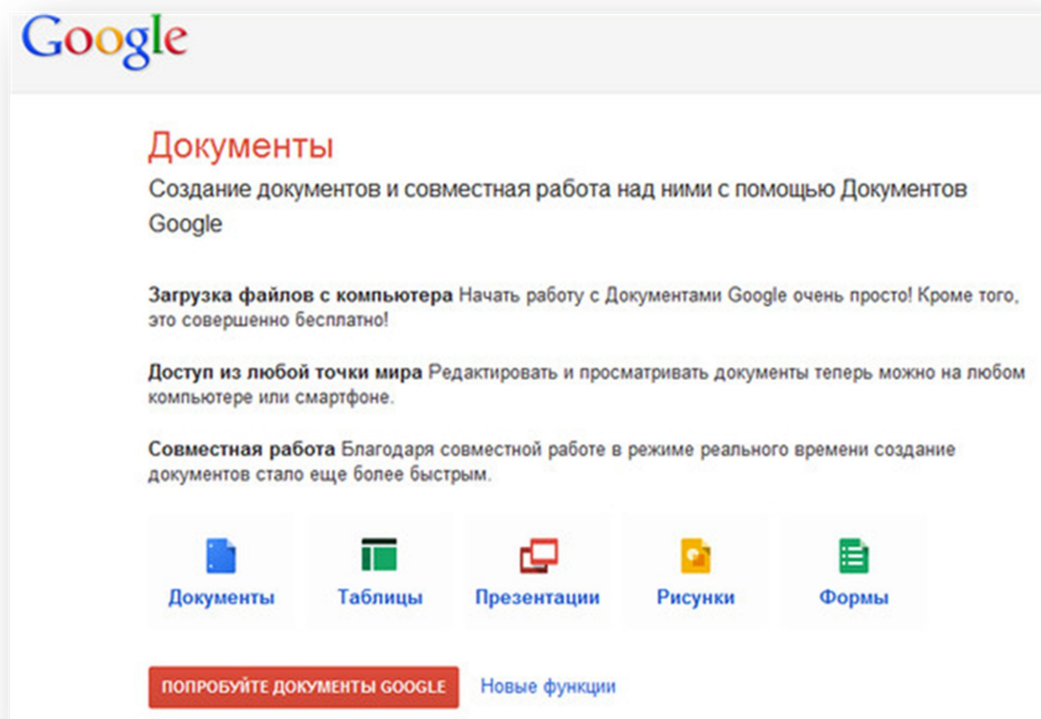 Google
Документы
Создание документов и совместная работа над ними с помощью Документов
Google
Загрузка файлов с компьютера Начать работу с Документами Google очень просто! Кроме того,
это совершенно бесплатно!
Доступ из любой точки мира Редактировать и просматривать документы теперь можно на любом
компьютере или смартфоне.
Совместная работа Благодаря совместной работе в режиме реального времени создание
документов стало еще более быстрым.
Документы Таблицы Презентации Рисунки Формы
ПОПРОБУЙТЕ ДОКУМЕНТЫ GOOGLE Новые функции